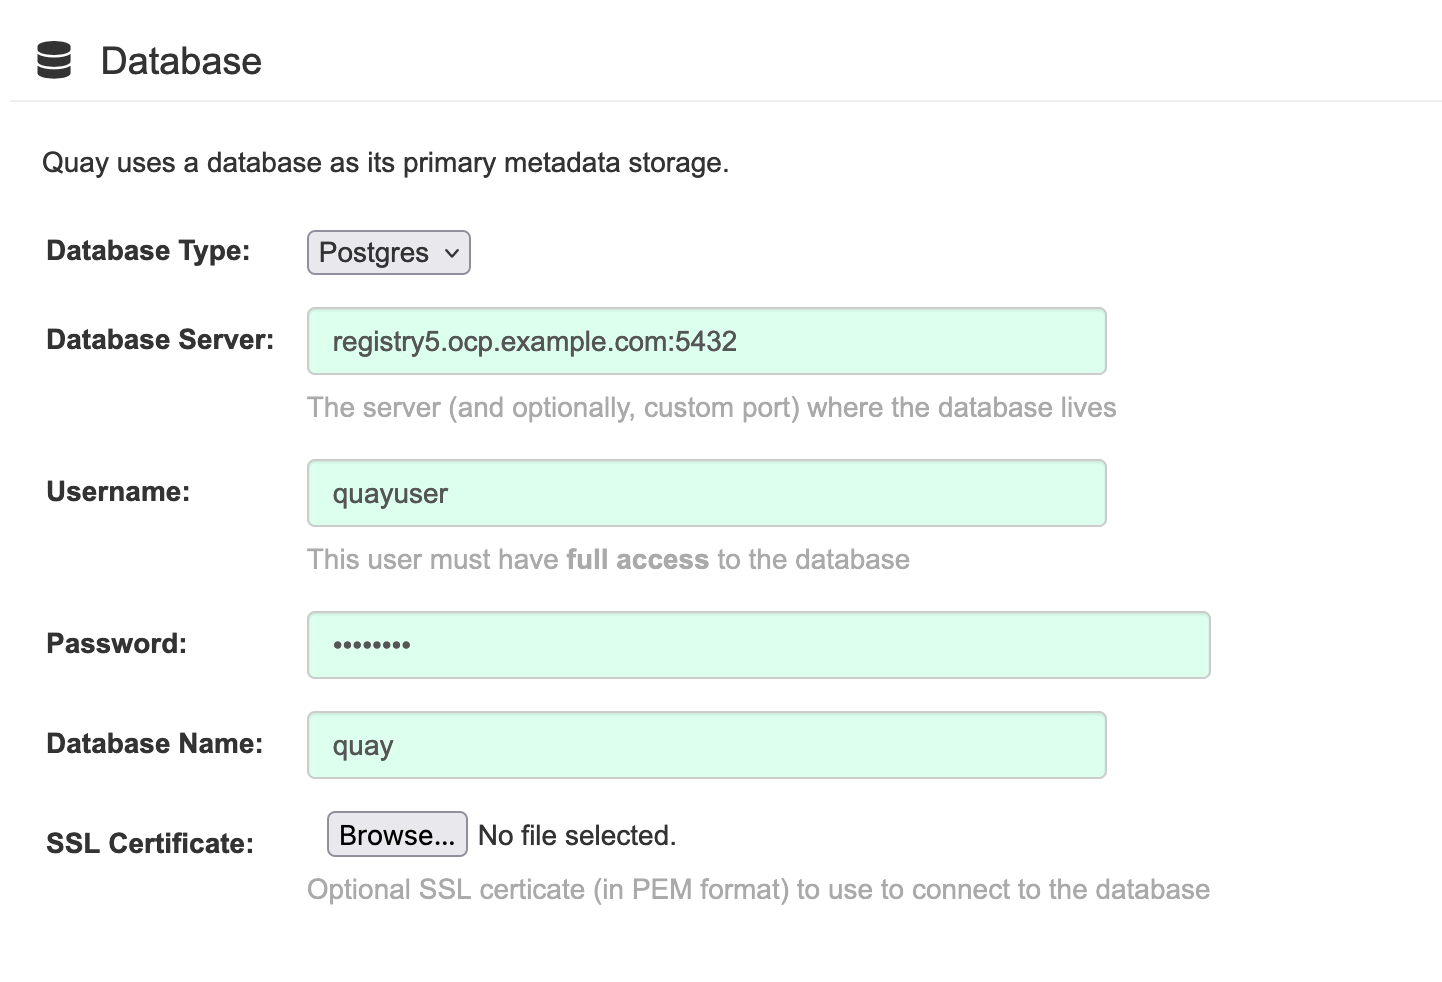 Database
Quay uses a database as its primary metadata storage.
Database Type: Postgres
Database Server: registry5.ocp.example.com:5432
The server (and optionally, custom port) where the database lives
Username: quayuser
This user must have full access to the database
Password: ••••••••
Database Name: quay
SSL Certificate: Browse... No file selected.
Optional SSL certicate (in PEM format) to use to connect to the database